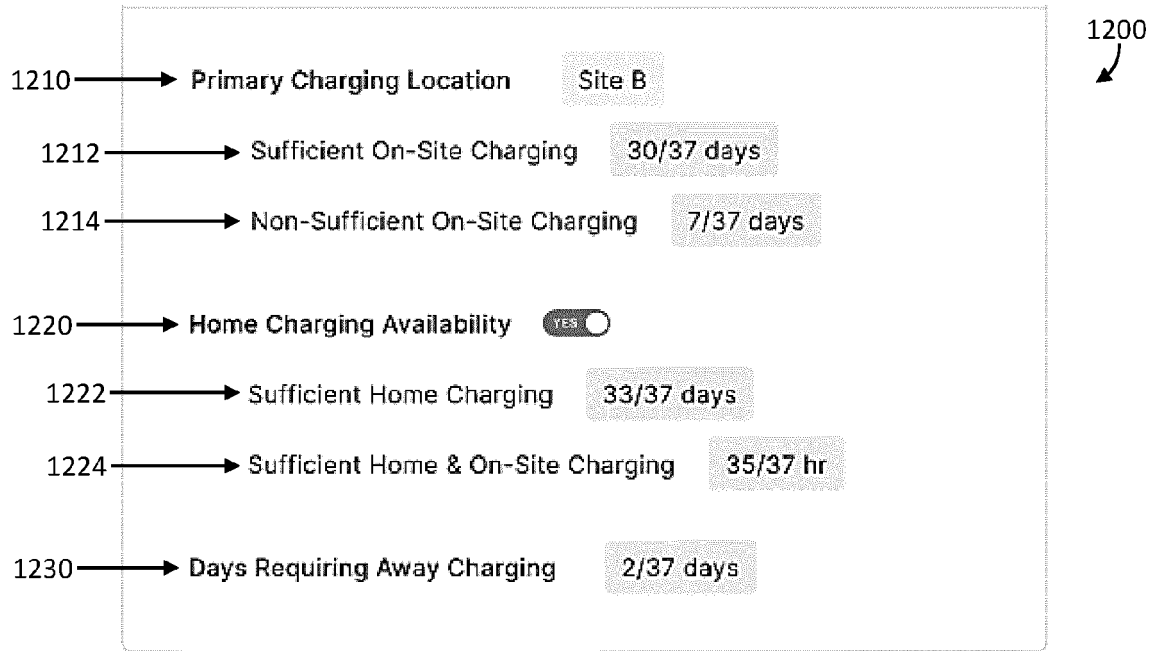 1200
1210 Primary Charging Location Site B
1212 Sufficient On-Site Charging 30/37 days
1214 Non-Sufficient On-Site Charging 7/37 days
1220 Home Charging Availability YES
1222 Sufficient Home Charging 33/37 days
1224 Sufficient Home & On-Site Charging 35/37 hr
1230 Days Requiring Away Charging 2/37 days